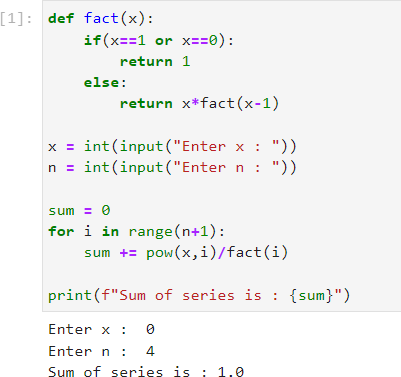 [1]: def fact(x):
    if(x==1 or x==0):
        return 1
    else:
        return x*fact(x-1)

x = int(input("Enter x : "))
n = int(input("Enter n : "))

sum = 0
for i in range(n+1):
    sum += pow(x,i)/fact(i)

print(f"Sum of series is : {sum}")
Enter x :  0
Enter n :  4
Sum of series is : 1.0